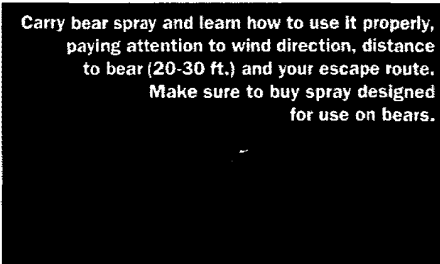 Carry bear spray and learn how to use it properly,
paying attention to wind direction, distance
to bear (20-30 ft.) and your escape route.
Make sure to buy spray designed
for use on bears.